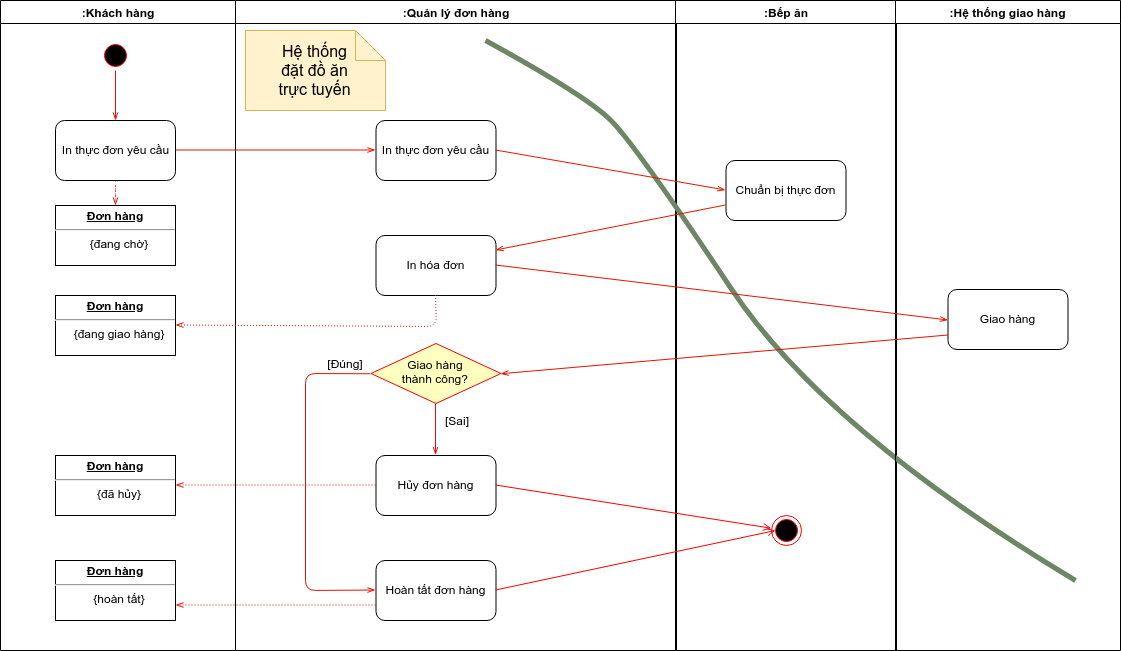 :Khách hàng
:Quản lý đơn hàng
:Bếp ăn
:Hệ thống giao hàng
Hệ thống
đặt đồ ăn
trực tuyến
In thực đơn yêu cầu
In thực đơn yêu cầu
Chuẩn bị thực đơn
Đơn hàng
{đang chờ}
In hóa đơn
Đơn hàng
{đang giao hàng}
Giao hàng
[Đúng]
Giao hàng
thành công?
[Sai]
Đơn hàng
{đã hủy}
Hủy đơn hàng
Đơn hàng
{hoàn tất}
Hoàn tất đơn hàng